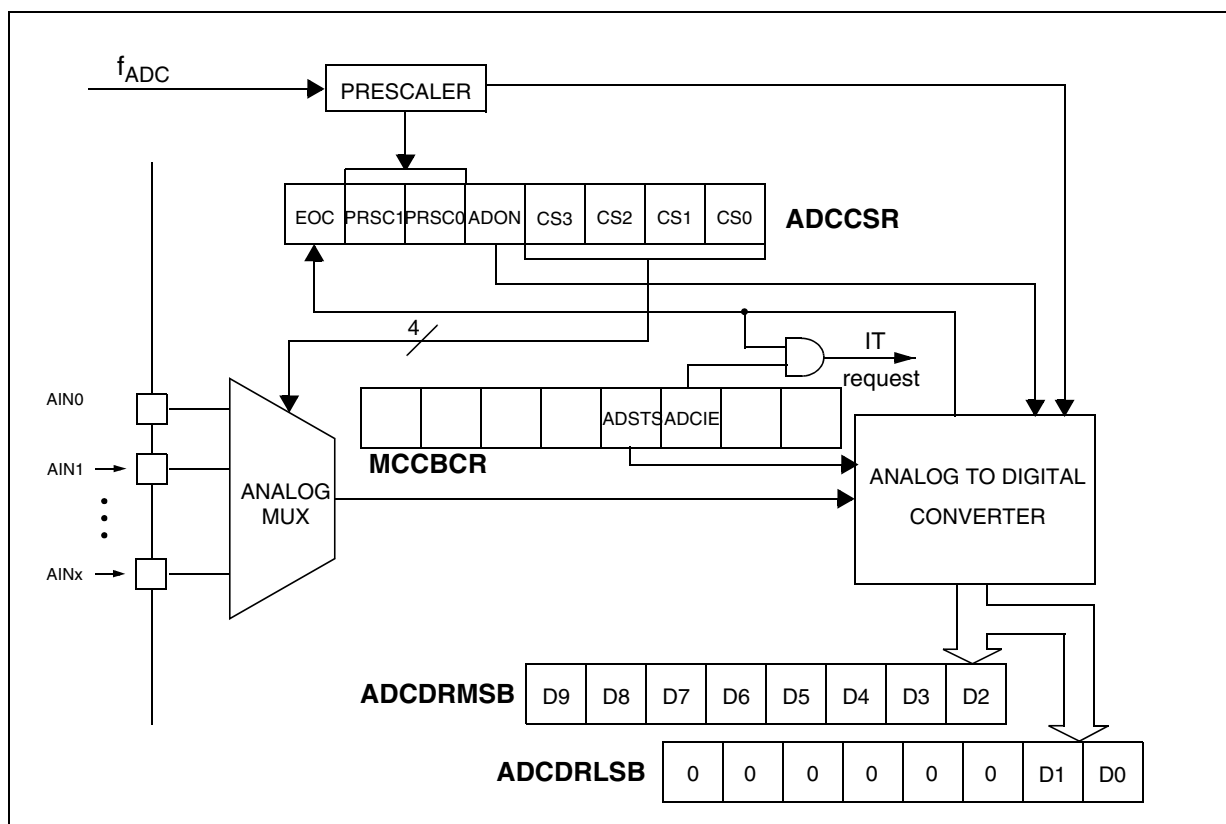 fADC
PRESCALER
EOC PRSC1 PRSC0 ADON CS3 CS2 CS1 CS0
ADCCSR
4
IT
request
AIN0
ADSTS ADCIE
MCCBCR
AIN1
ANALOG
MUX
ANALOG TO DIGITAL
CONVERTER
AINx
ADCDRMSB D9 D8 D7 D6 D5 D4 D3 D2
ADCDRLSB 0 0 0 0 0 0 D1 D0